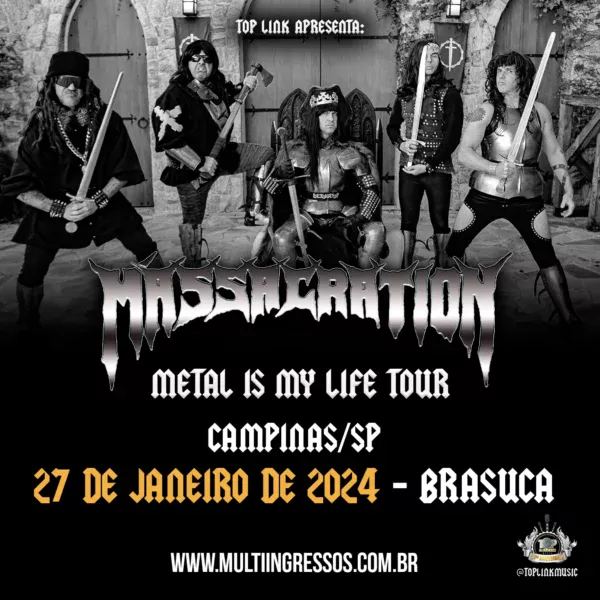 TOP LINK APRESENTA:
MASSACRATION
METAL IS MY LIFE TOUR
CAMPINAS/SP
27 DE JANEIRO DE 2024 - BRASUCA
WWW.MULTIINGRESSOS.COM.BR
@TOPLINKMUSIC